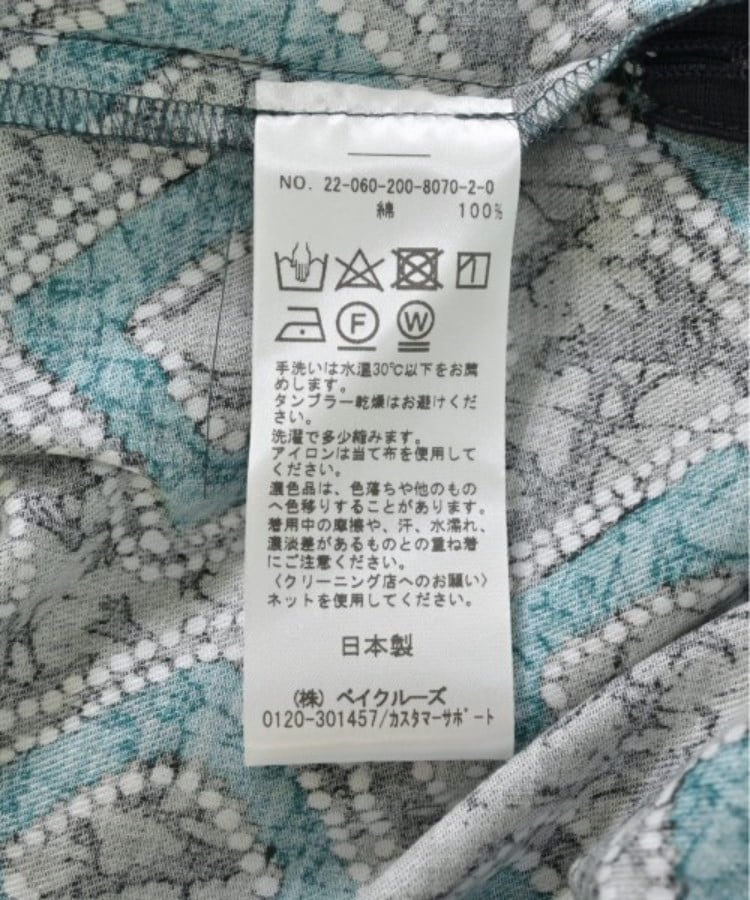 NO. 22-060-200-8070-2-0
綿 100%
F W
手洗いは水温30℃以下をお薦
めします。
タンブラー乾燥はお避けくだ
さい。
洗濯で多少縮みます。
アイロンは当て布を使用して
ください。
濃色品は、色落ちや他のもの
へ色移りすることがあります。
着用中の摩擦や、汗、水濡れ、
濃淡差があるものとの重ね着
にご注意ください。
〈クリーニング店へのお願い〉
ネットを使用してください。
日本製
(株) ベイクルーズ
0120-301457/カスタマーサポート